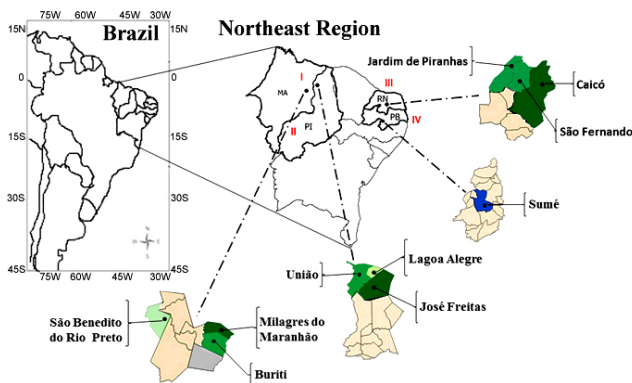 75W 60W 45W 30W
Brazil
Northeast Region
15N
15N
0
0
15S
15S
30S
30S
45S
45S
75W 60W 45W 30W
N
W
E
S
I
II
III
IV
MA
PI
RN
PB
Jardim de Piranhas
Caicó
São Fernando
Sumé
União
Lagoa Alegre
José Freitas
São Benedito
do Rio Preto
Milagres do
Maranhão
Buriti